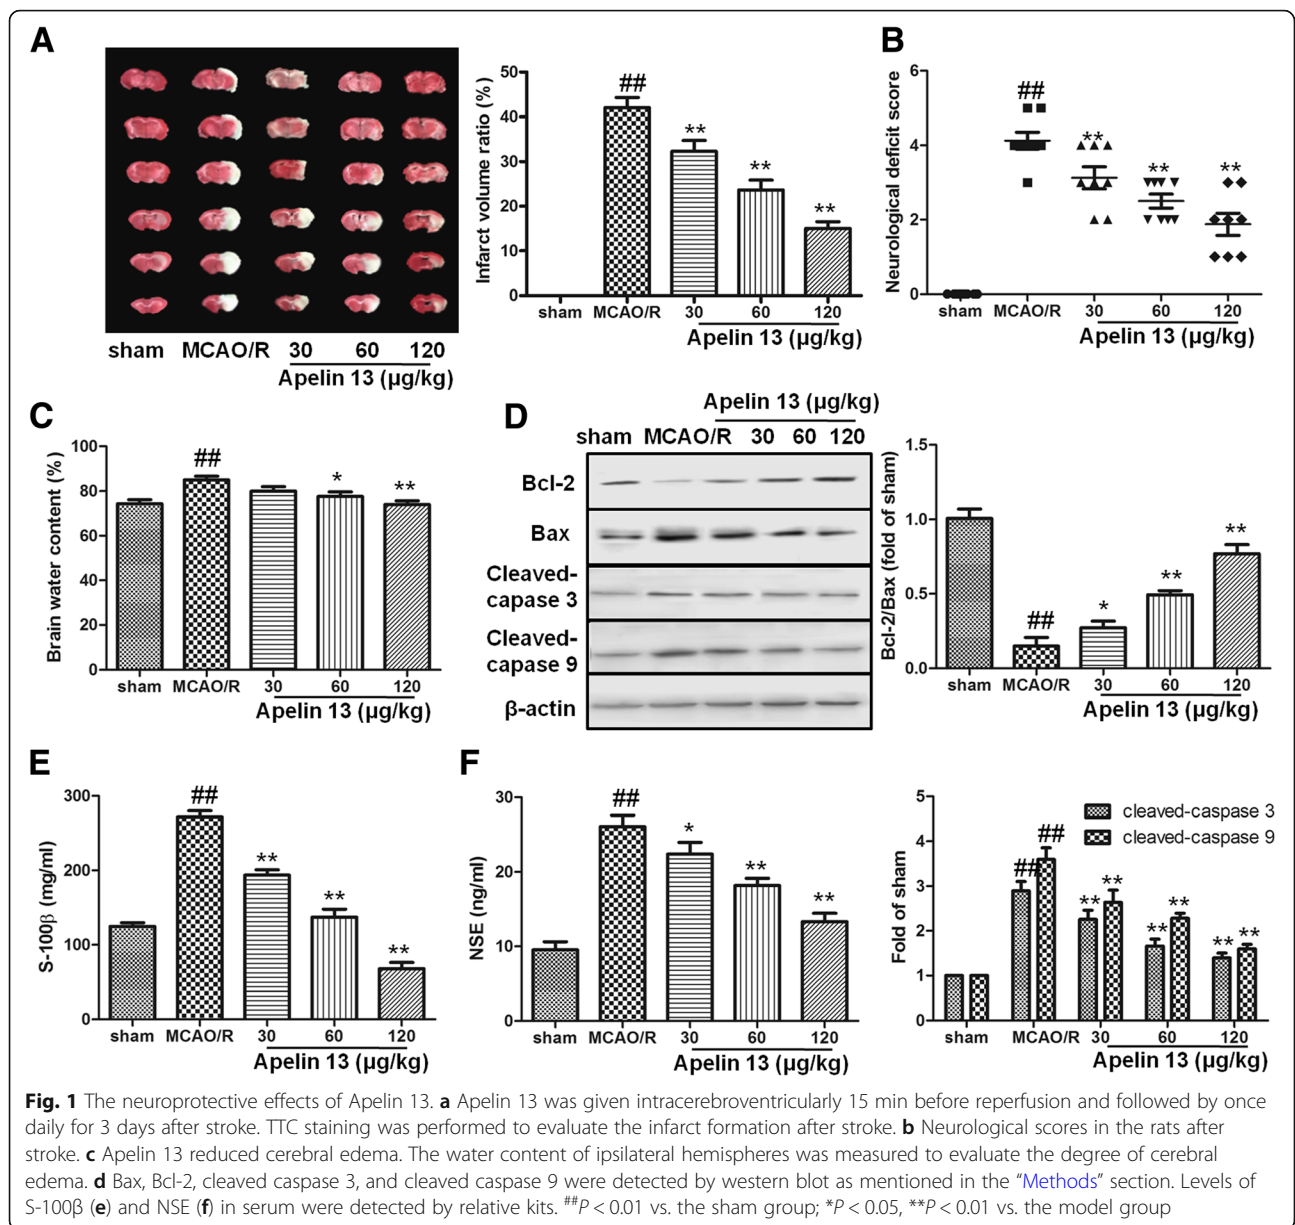 A
sham MCAO/R 30 60 120
Apelin 13 (µg/kg)
Infarct volume ratio (%)
50
40
30
20
10
0
##
**
**
**
sham MCAO/R 30 60 120
Apelin 13 (µg/kg)
B
Neurological deficit score
6
4
2
0
##
**
**
**
sham MCAO/R 30 60 120
Apelin 13 (µg/kg)
C
Brain water content (%)
100
80
60
40
20
0
##
*
**
sham MCAO/R 30 60 120
Apelin 13 (µg/kg)
D
Apelin 13 (µg/kg)
sham MCAO/R 30 60 120
Bcl-2
Bax
Cleaved-
capase 3
Cleaved-
capase 9
β-actin
Bcl-2/Bax (fold of sham)
1.5
1.0
0.5
0.0
##
*
**
**
sham MCAO/R 30 60 120
Apelin 13 (µg/kg)
E
S-100β (mg/ml)
300
200
100
0
##
**
**
**
sham MCAO/R 30 60 120
Apelin 13 (µg/kg)
F
NSE (ng/ml)
30
20
10
0
##
*
**
**
sham MCAO/R 30 60 120
Apelin 13 (µg/kg)
Fold of sham
5
4
3
2
1
0
cleaved-caspase 3
cleaved-caspase 9
##
##
**
**
**
**
**
**
sham MCAO/R 30 60 120
Apelin 13 (µg/kg)
Fig. 1 The neuroprotective effects of Apelin 13. a Apelin 13 was given intracerebroventricularly 15 min before reperfusion and followed by once
daily for 3 days after stroke. TTC staining was performed to evaluate the infarct formation after stroke. b Neurological scores in the rats after
stroke. c Apelin 13 reduced cerebral edema. The water content of ipsilateral hemispheres was measured to evaluate the degree of cerebral
edema. d Bax, Bcl-2, cleaved caspase 3, and cleaved caspase 9 were detected by western blot as mentioned in the “Methods” section. Levels of
S-100β (e) and NSE (f) in serum were detected by relative kits. ##P < 0.01 vs. the sham group; *P < 0.05, **P < 0.01 vs. the model group